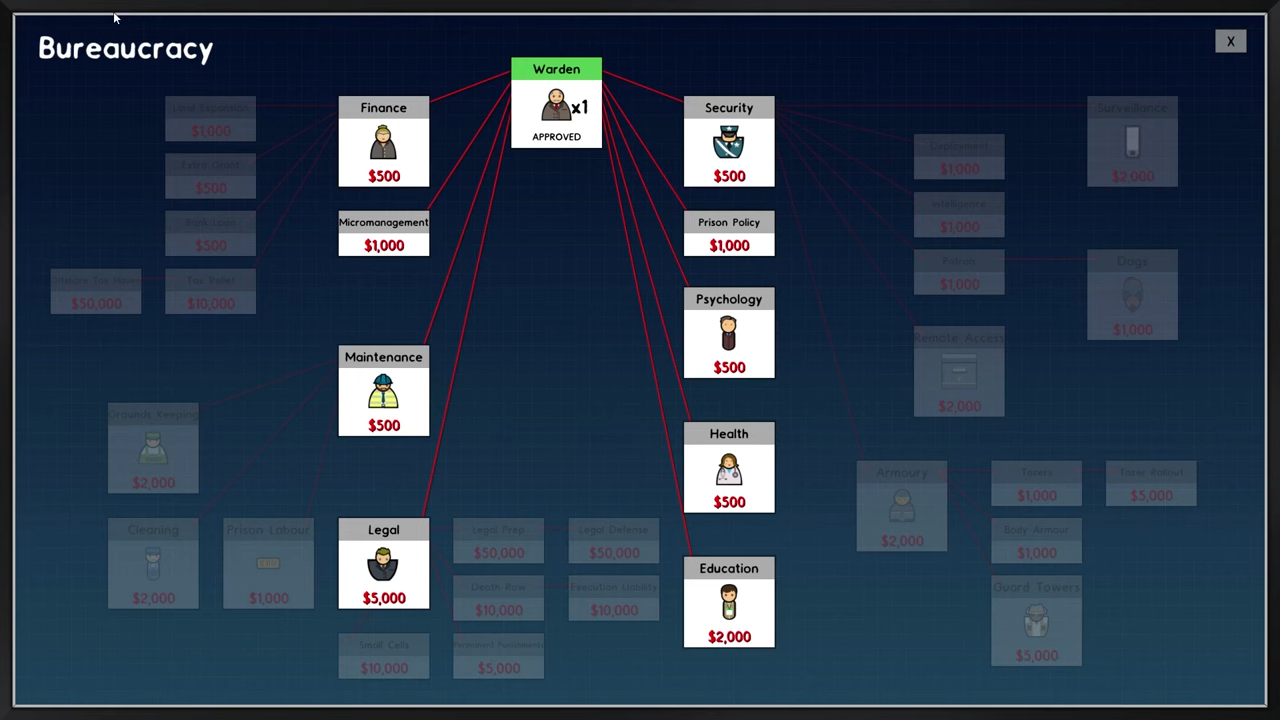 Bureaucracy
X
Warden
x1
APPROVED
Finance
$500
Micromanagement
$1,000
Maintenance
$500
Legal
$5,000
Security
$500
Prison Policy
$1,000
Psychology
$500
Health
$500
Education
$2,000
Land Expansion
$1,000
Extra Grant
$500
Bank Loan
$500
Tax Relief
$10,000
$50,000
Grounds Keeping
$2,000
Cleaning
$2,000
Prison Labour
$1,000
Legal Prep
$50,000
Legal Defense
$50,000
Death Row
$10,000
Execution Liability
$10,000
Small Cells
$10,000
Permanent Punishments
$5,000
Deployment
$1,000
Intelligence
$1,000
Patrols
$1,000
Remote Access
$2,000
Surveillance
$2,000
Dogs
$1,000
Armoury
$2,000
Tasers
$1,000
Taser Rollout
$5,000
Body Armour
$1,000
Guard Towers
$5,000